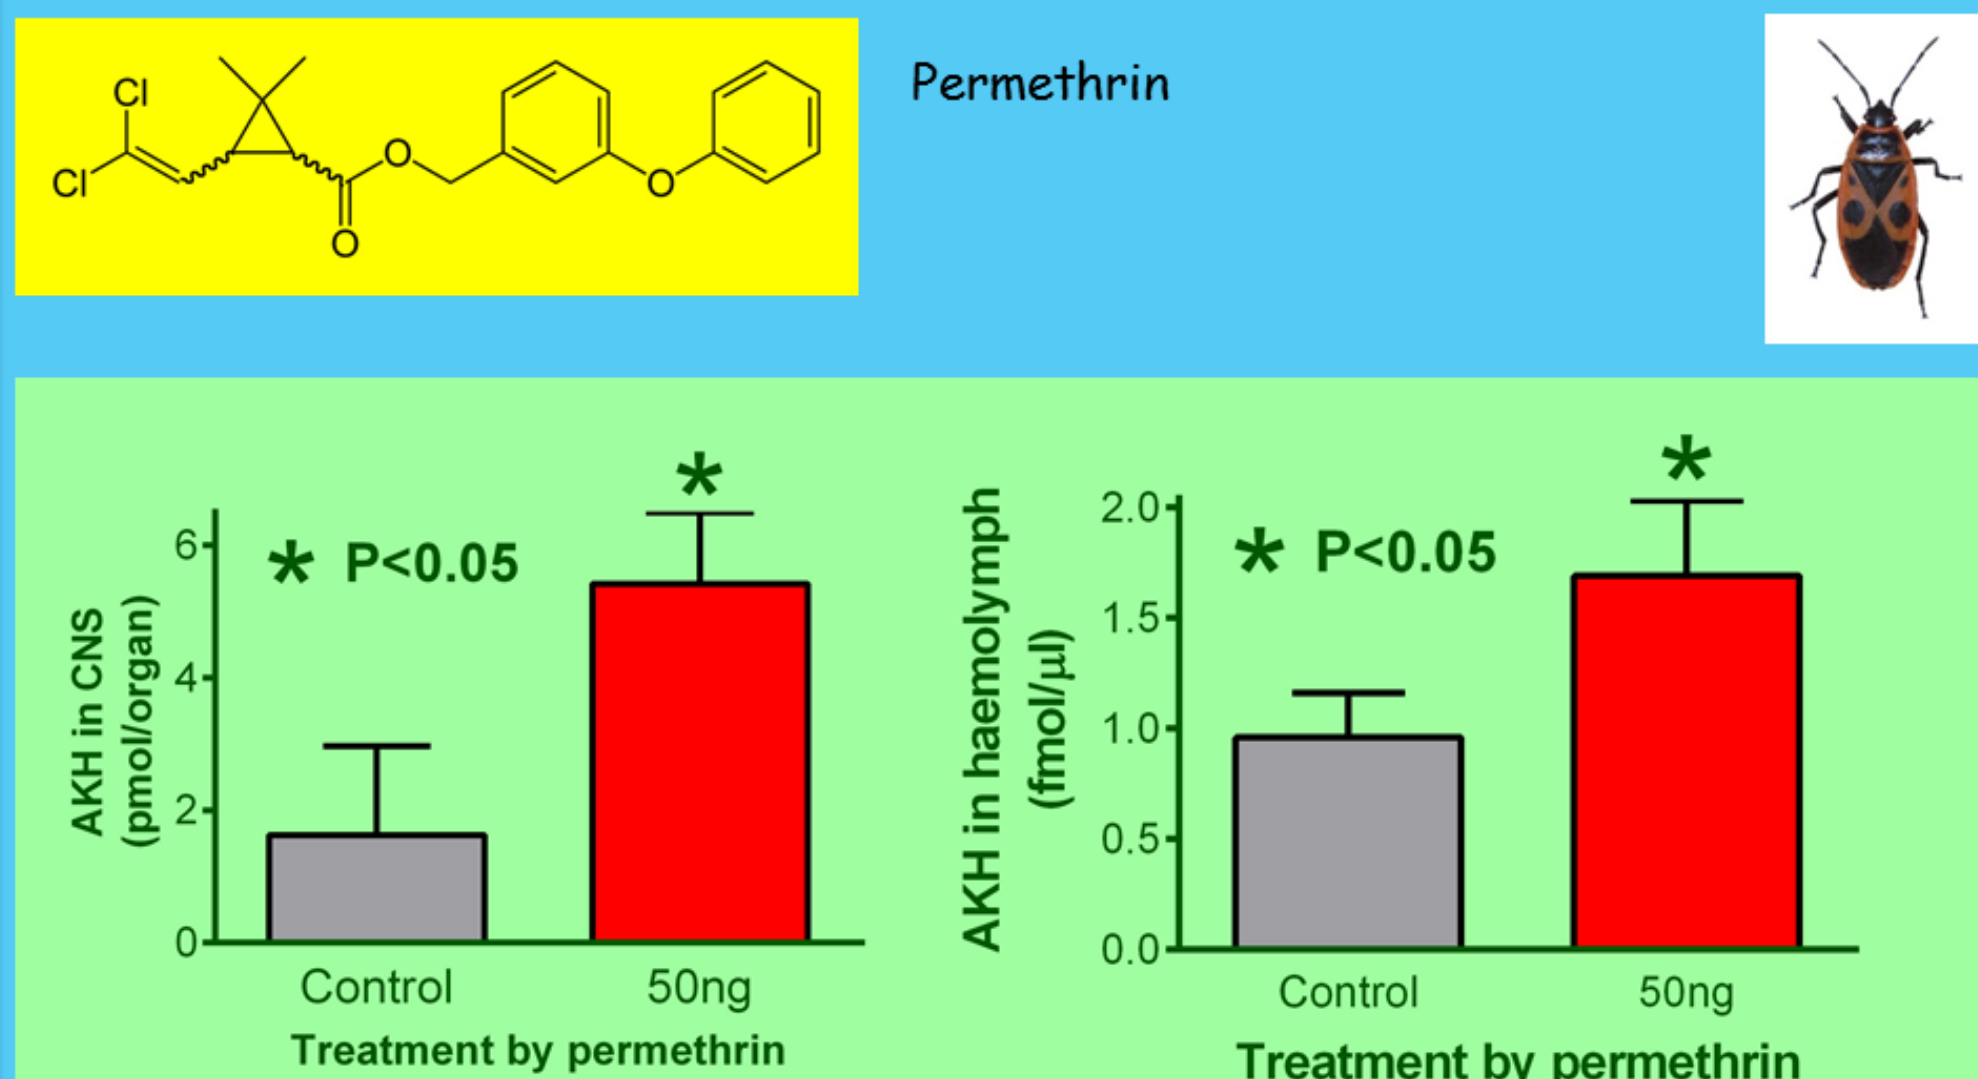 Cl
Cl
O
O
O
Permethrin
* P<0.05
*
AKH in CNS
(pmol/organ)
6
4
2
0
Control
50ng
Treatment by permethrin
* P<0.05
*
AKH in haemolymph
(fmol/μl)
2.0
1.5
1.0
0.5
0.0
Control
50ng
Treatment by permethrin